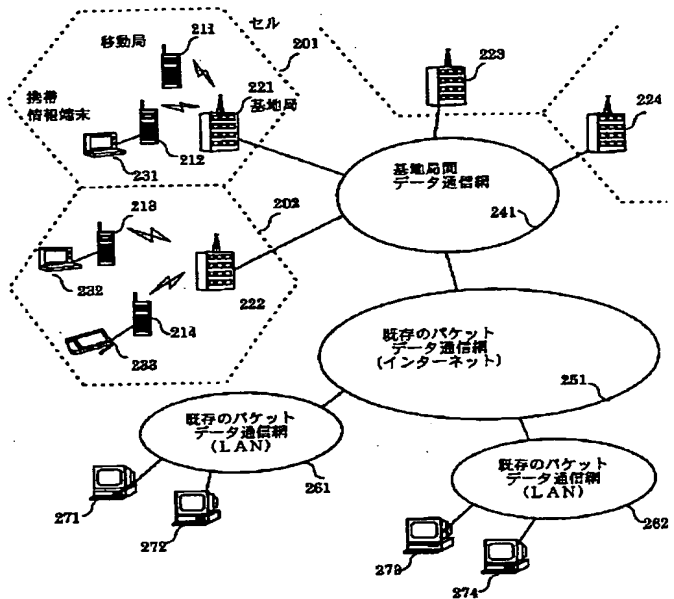 セル
移動局
211
201
携帯
情報端末
221
基地局
212
231
223
224
基地局面
データ通信網
241
213
202
232
222
214
233
既存のパケット
データ通信網
(インターネット)
251
既存のパケット
データ通信網
(LAN)
261
既存のパケット
データ通信網
(LAN)
262
271
272
273
274